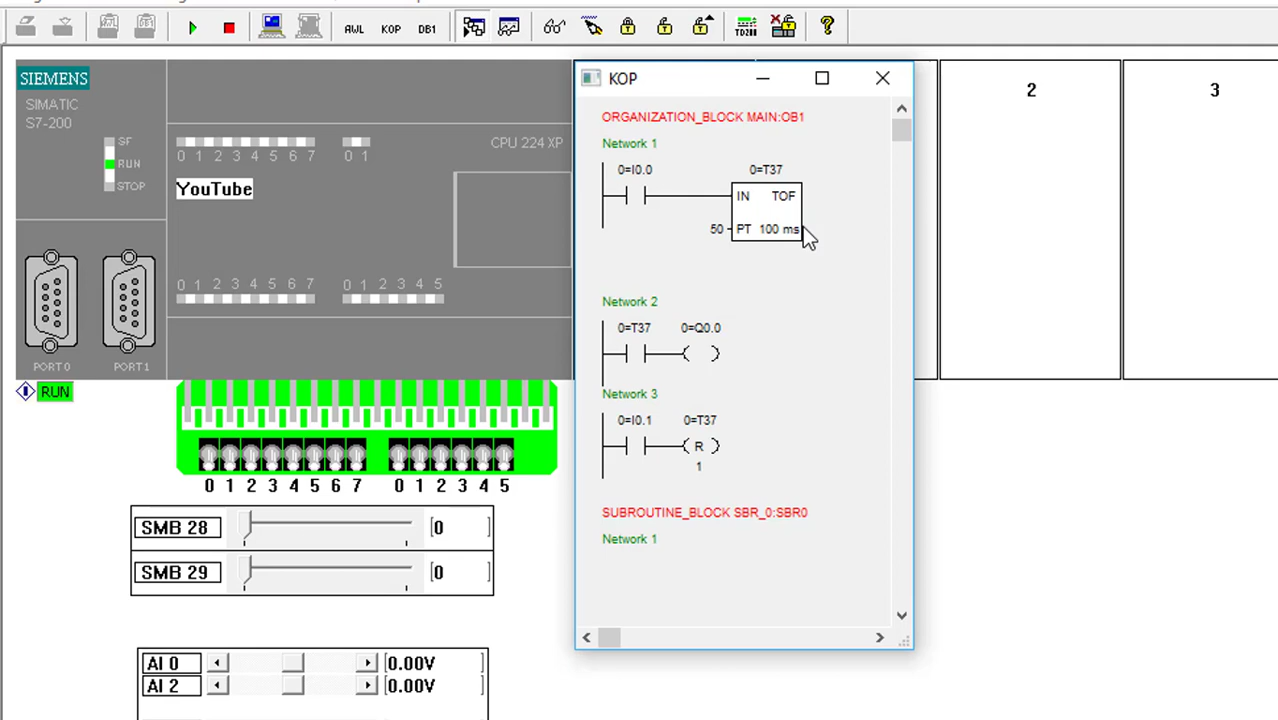 AWL KOP DB1 TD200 ?
SIEMENS
SIMATIC
S7-200
SF
RUN
STOP
0 1 2 3 4 5 6 7 0 1
CPU 224 XP
YouTube
0 1 2 3 4 5 6 7 0 1 2 3 4 5
PORT0 PORT1
RUN
0 1 2 3 4 5 6 7 0 1 2 3 4 5
SMB 28 [0 ]
SMB 29 [0 ]
AI 0 [0.00V
AI 2 [0.00V ]
KOP
ORGANIZATION_BLOCK MAIN:OB1
Network 1
0=I0.0 0=T37
IN TOF
50 PT 100 ms
Network 2
0=T37 0=Q0.0
Network 3
0=I0.1 0=T37
R
1
SUBROUTINE_BLOCK SBR_0:SBR0
Network 1
2 3